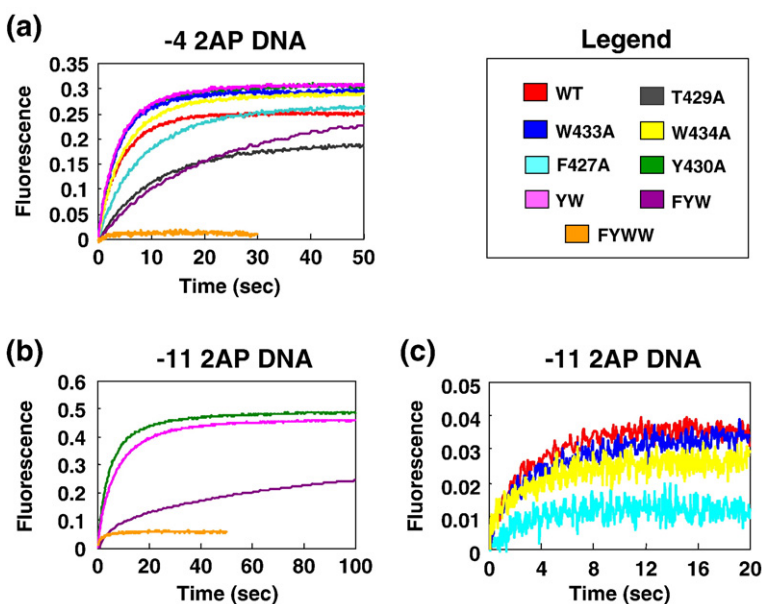 (a)
-4 2AP DNA
Fluorescence
0.35
0.3
0.25
0.2
0.15
0.1
0.05
0
0 10 20 30 40 50
Time (sec)
Legend
WT T429A
W433A W434A
F427A Y430A
YW FYW
FYWW
(b)
-11 2AP DNA
Fluorescence
0.6
0.5
0.4
0.3
0.2
0.1
0
0 20 40 60 80 100
Time (sec)
(c)
-11 2AP DNA
Fluorescence
0.05
0.04
0.03
0.02
0.01
0
0 4 8 12 16 20
Time (sec)